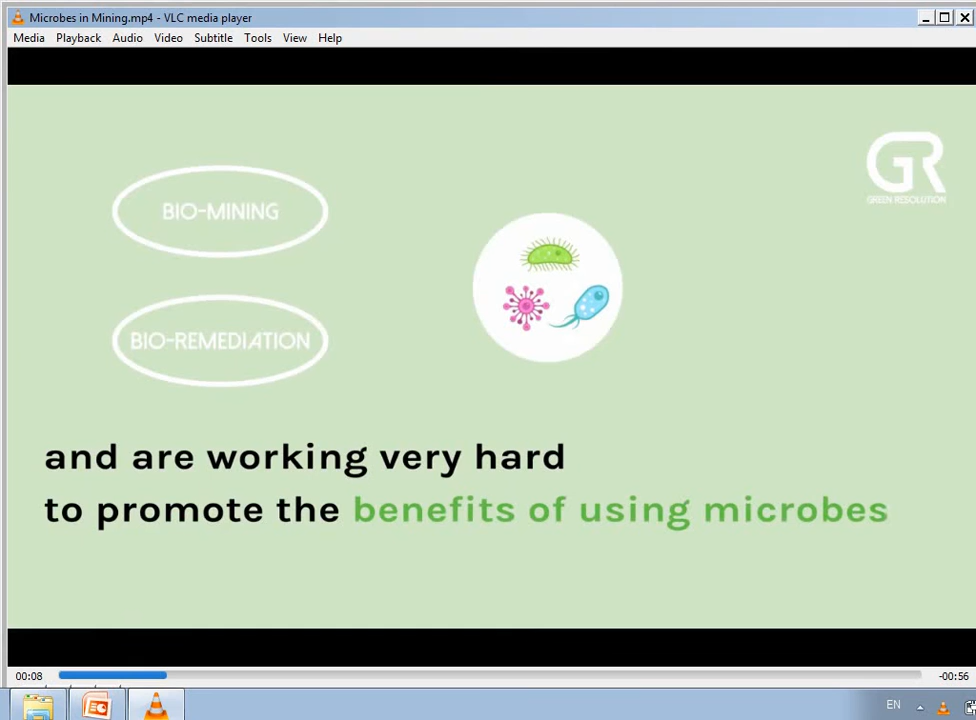 Microbes in Mining.mp4 - VLC media player
Media Playback Audio Video Subtitle Tools View Help
GR
GREEN RESOLUTION
BIO-MINING
BIO-REMEDIATION
and are working very hard
to promote the benefits of using microbes
00:08
-00:56
EN